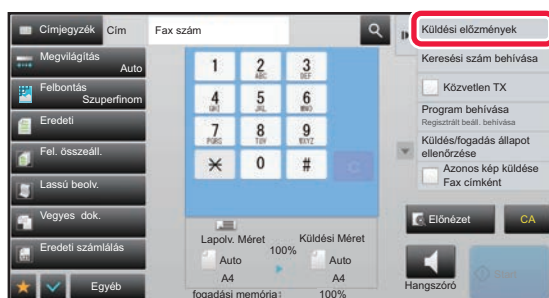 Címjegyzék Cím Fax szám
Megvilágítás
Auto
Felbontás
Szuperfinom
Eredeti
Fel. összeáll.
Lassú beolv.
Vegyes dok.
Eredeti számlálás
Egyéb
1 2 3
ABC DEF
4 5 6
GHI JKL MNO
7 8 9
PQRS TUV WXYZ
0 #
C
Lapolv. Méret 100% Küldési Méret
Auto Auto
A4 A4
fogadási memória: 100%
Küldési előzmények
Keresési szám behívása
Közvetlen TX
Program behívása
Regisztrált beáll. behívása
Küldés/fogadás állapot
ellenőrzése
Azonos kép küldése
Fax címként
Előnézet CA
Hangszóró Start